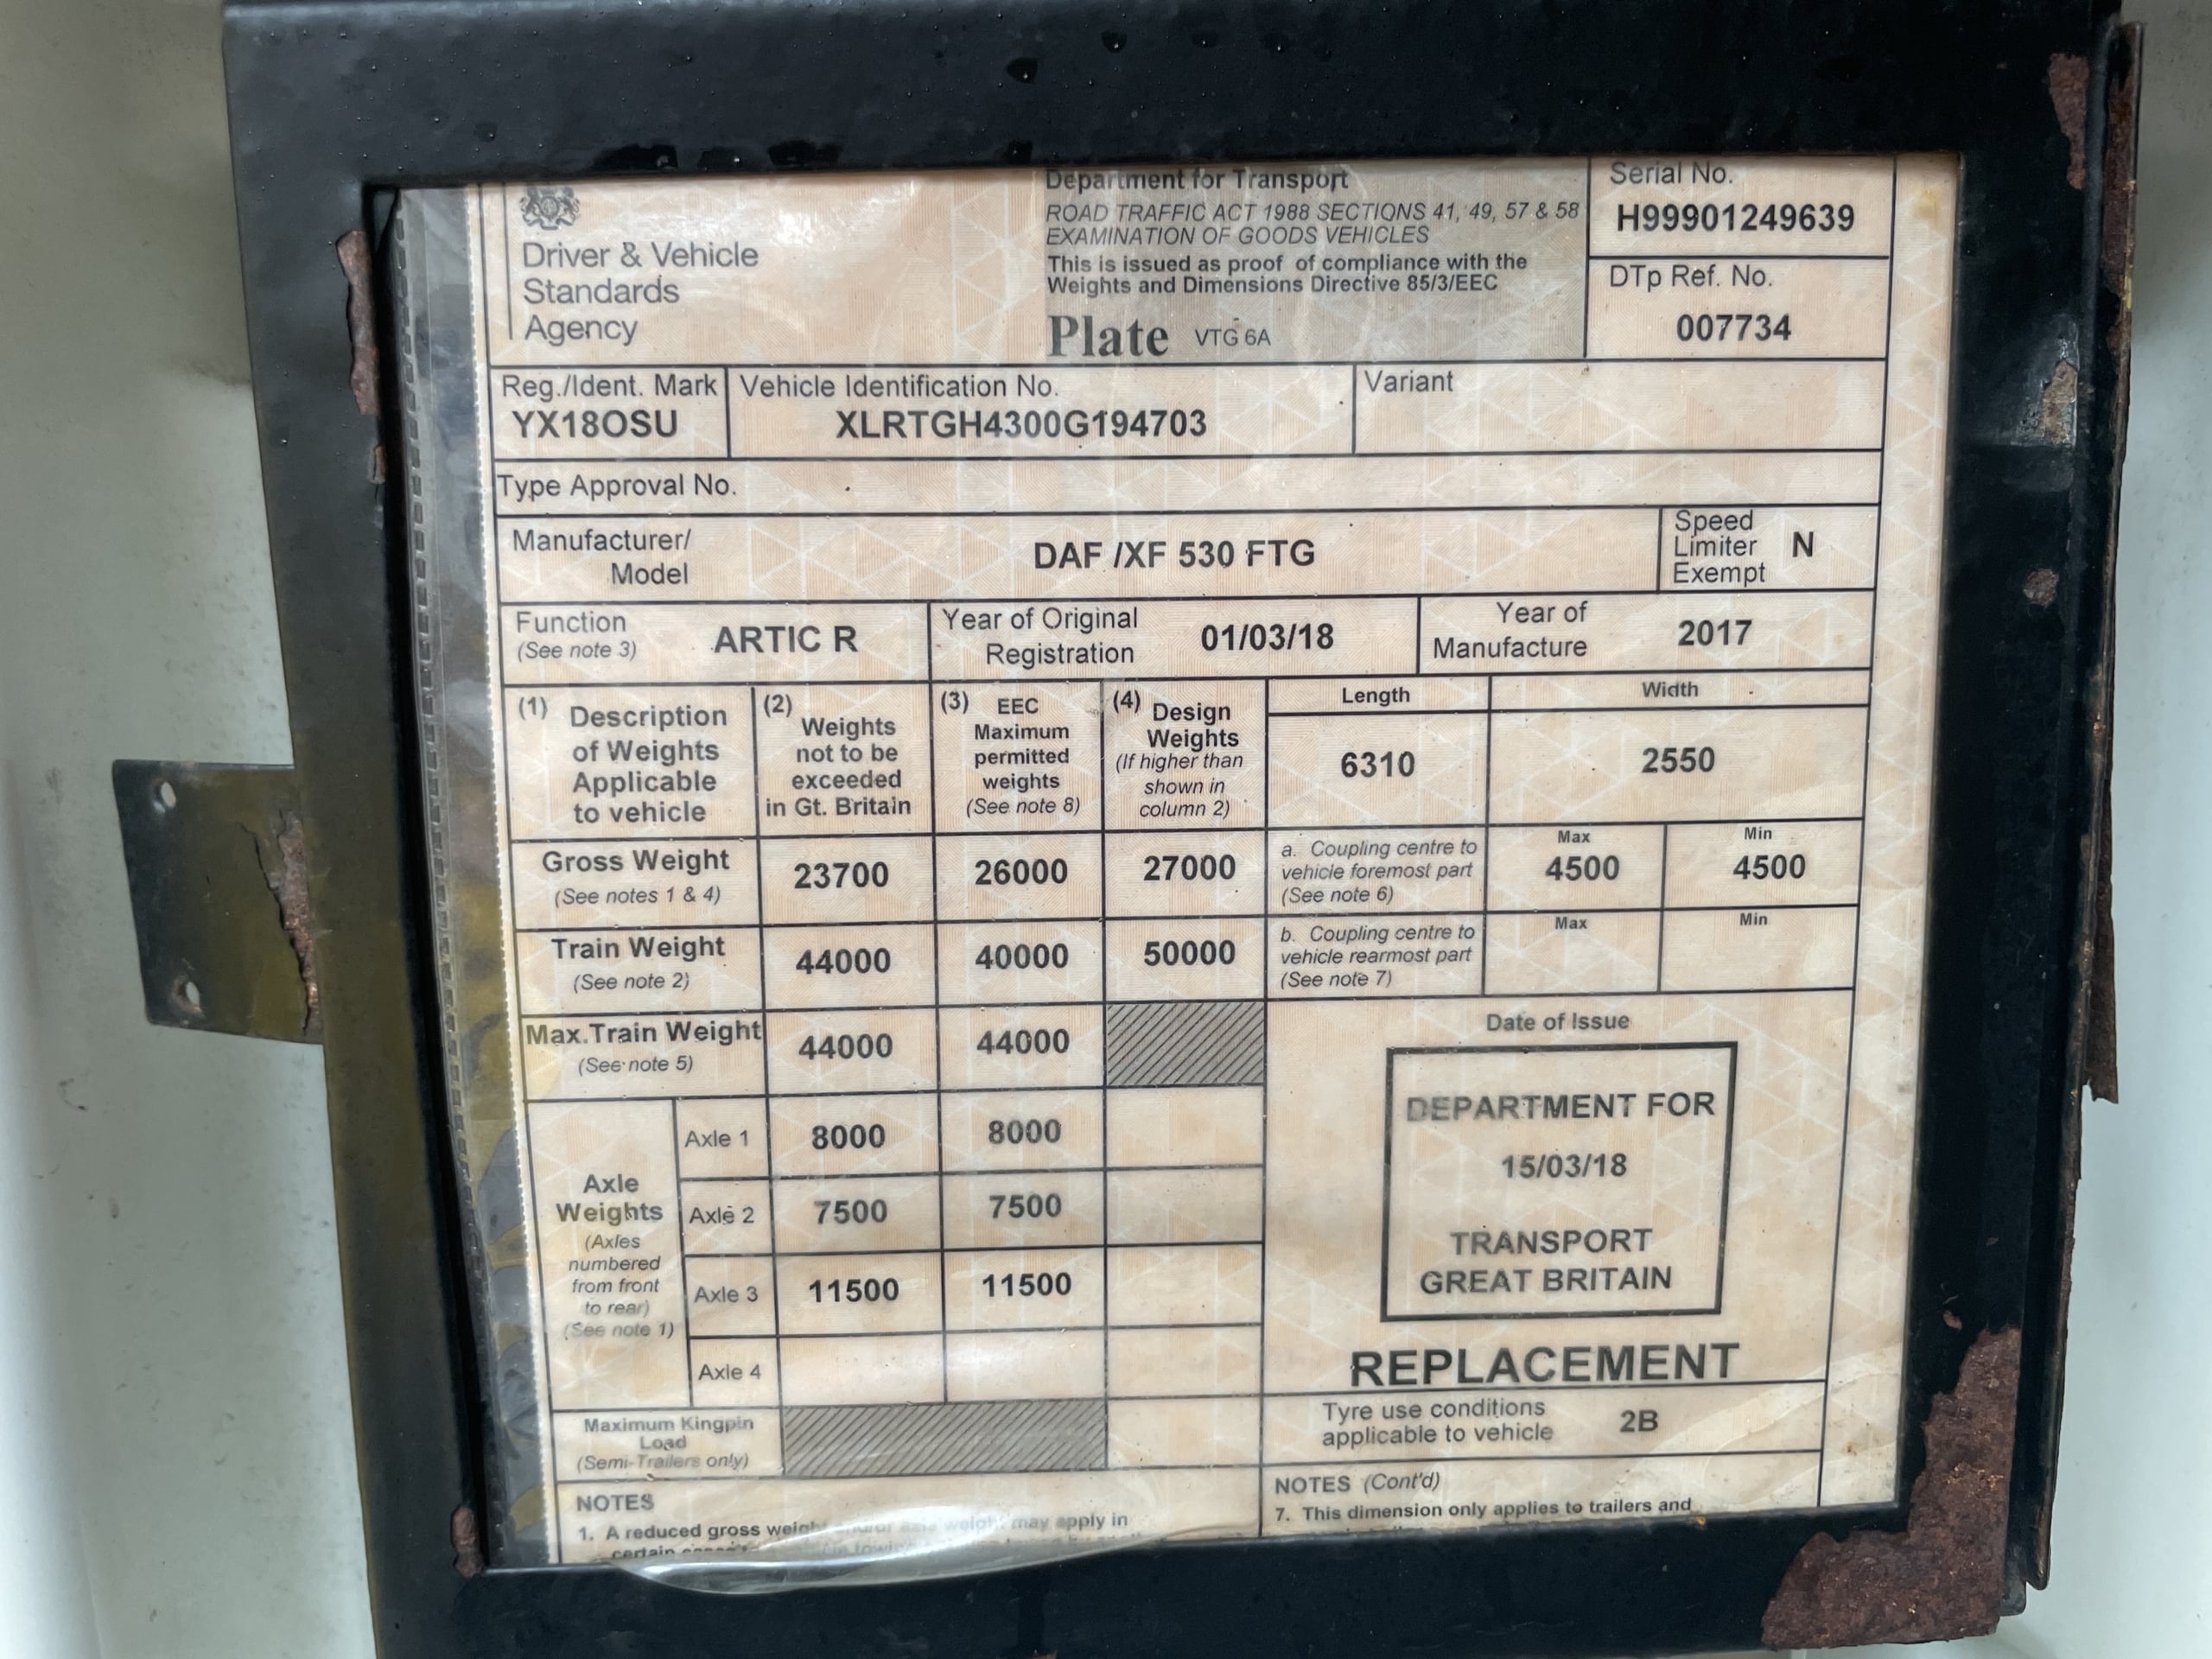 Driver & Vehicle
Standards
Agency
Department for Transport
ROAD TRAFFIC ACT 1988 SECTIONS 41, 49, 57 & 58
EXAMINATION OF GOODS VEHICLES
This is issued as proof of compliance with the
Weights and Dimensions Directive 85/3/EEC
Plate VTG 6A
Serial No.
H99901249639
DTp Ref. No.
007734
Reg./Ident. Mark
YX18OSU
Vehicle Identification No.
XLRTGH4300G194703
Variant
Type Approval No.
Manufacturer/
Model
DAF /XF 530 FTG
Speed
Limiter
Exempt
N
Function
(See note 3)
ARTIC R
Year of Original
Registration
01/03/18
Year of
Manufacture
2017
(1) Description
of Weights
Applicable
to vehicle
(2) Weights
not to be
exceeded
in Gt. Britain
(3) EEC
Maximum
permitted
weights
(See note 8)
(4) Design
Weights
(If higher than
shown in
column 2)
Length
6310
Width
2550
Gross Weight
(See notes 1 & 4)
23700
26000
27000
a. Coupling centre to
vehicle foremost part
(See note 6)
Max
4500
Min
4500
Train Weight
(See note 2)
44000
40000
50000
b. Coupling centre to
vehicle rearmost part
(See note 7)
Max
Min
Max.Train Weight
(See note 5)
44000
44000
Axle
Weights
(Axles
numbered
from front
to rear)
(See note 1)
Axle 1
8000
8000
Axle 2
7500
7500
Axle 3
11500
11500
Axle 4
Maximum Kingpin
Load
(Semi-Trailers only)
Date of Issue
DEPARTMENT FOR
15/03/18
TRANSPORT
GREAT BRITAIN
REPLACEMENT
Tyre use conditions
applicable to vehicle
2B
NOTES
1. A reduced gross weight and/or axle weight may apply in
certain
NOTES (Cont'd)
7. This dimension only applies to trailers and